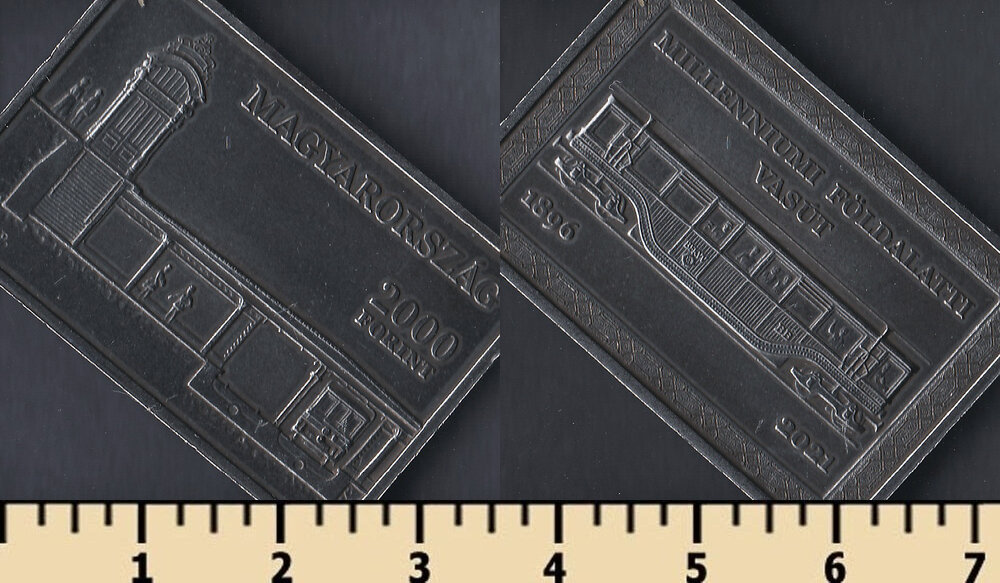 MAGYARORSZÁG
2000
FORINT
MILLENNIUMI FÖLDALATTI
VASÚT
1896
2021
1 2 3 4 5 6 7